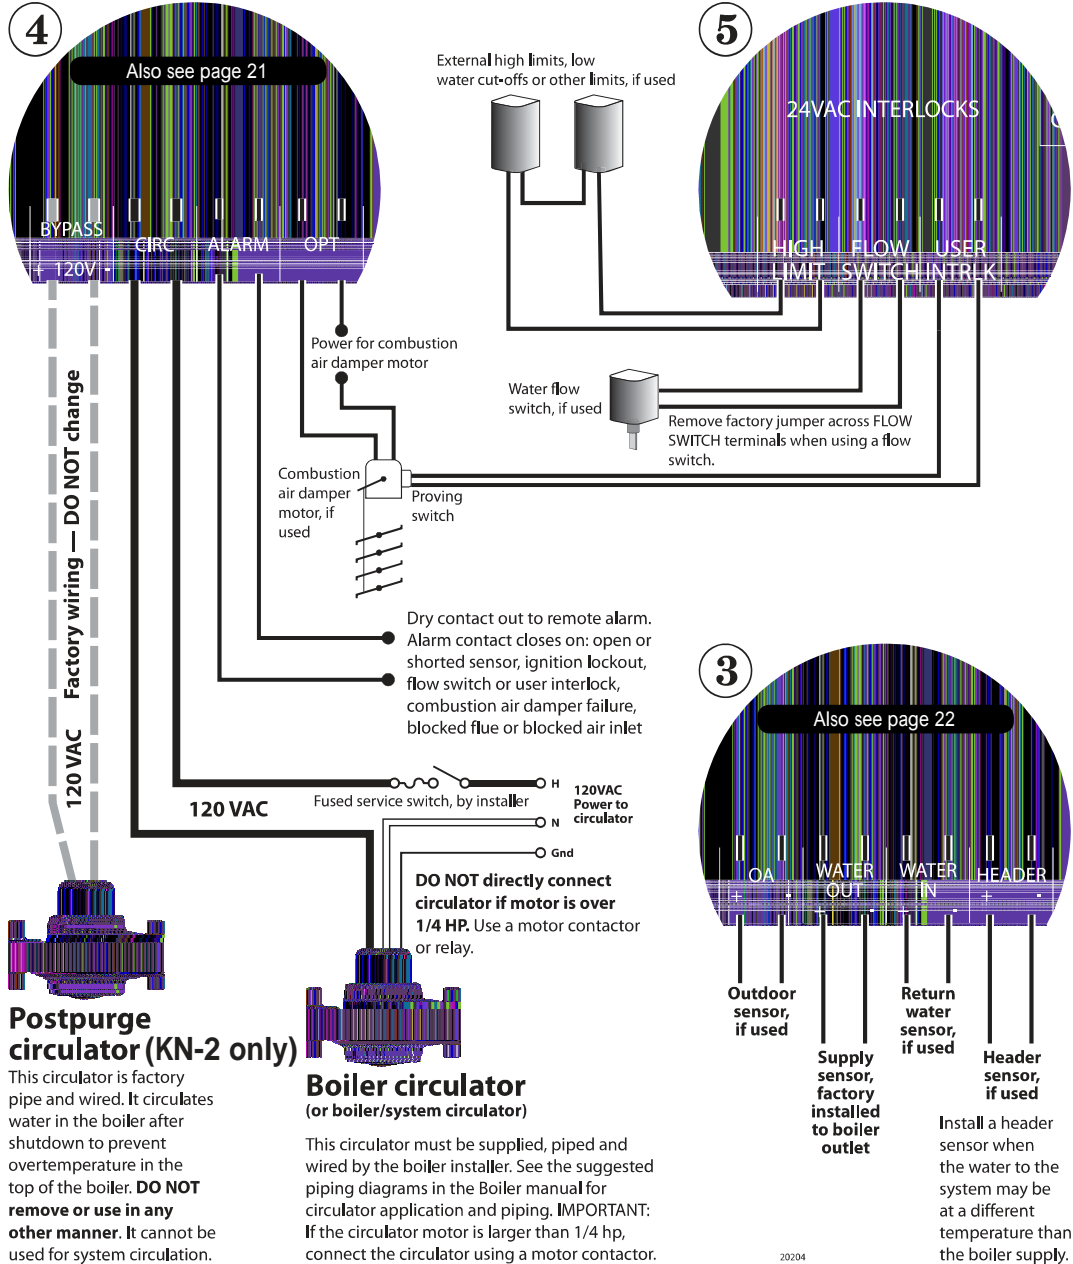 4
Also see page 21
BYPASS
CIRC
ALARM
OPT
+ 120V -
5
External high limits, low
water cut-offs or other limits, if used
24VAC INTERLOCKS
HIGH
LIMIT
FLOW
SWITCH
USER
INTRLK
Power for combustion
air damper motor
Water flow
switch, if used
Remove factory jumper across FLOW
SWITCH terminals when using a flow
switch.
Combustion
air damper
motor, if
used
Proving
switch
120 VAC Factory wiring — DO NOT change
Dry contact out to remote alarm.
Alarm contact closes on: open or
shorted sensor, ignition lockout,
flow switch or user interlock,
combustion air damper failure,
blocked flue or blocked air inlet
120 VAC
Fused service switch, by installer
H
N
Gnd
120VAC
Power to
circulator
DO NOT directly connect
circulator if motor is over
1/4 HP. Use a motor contactor
or relay.
Postpurge
circulator (KN-2 only)
This circulator is factory
pipe and wired. It circulates
water in the boiler after
shutdown to prevent
overtemperature in the
top of the boiler. DO NOT
remove or use in any
other manner. It cannot be
used for system circulation.
Boiler circulator
(or boiler/system circulator)
This circulator must be supplied, piped and
wired by the boiler installer. See the suggested
piping diagrams in the Boiler manual for
circulator application and piping. IMPORTANT:
If the circulator motor is larger than 1/4 hp,
connect the circulator using a motor contactor.
3
Also see page 22
OA
WATER
OUT
WATER
IN
HEADER
+ - + - + - + -
Outdoor
sensor,
if used
Supply
sensor,
factory
installed
to boiler
outlet
Return
water
sensor,
if used
Header
sensor,
if used
Install a header
sensor when
the water to the
system may be
at a different
temperature than
the boiler supply.
20204